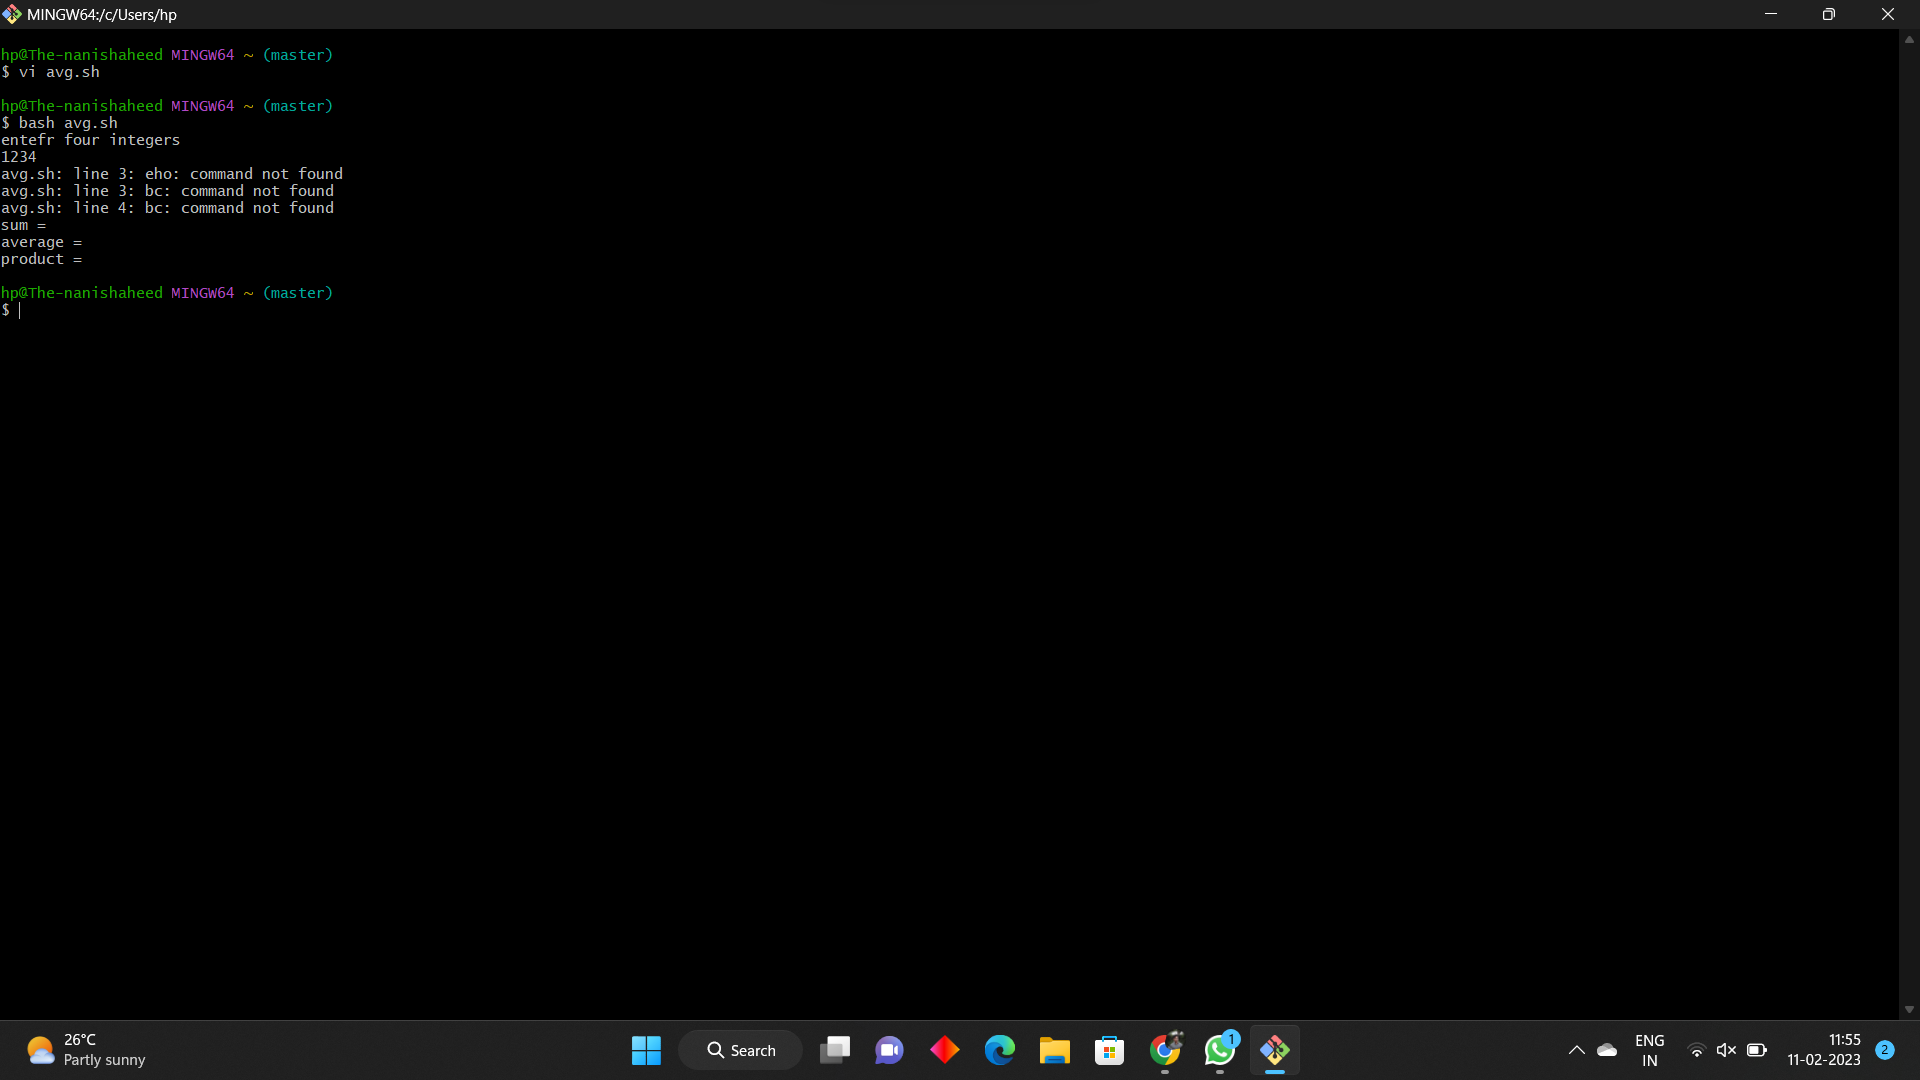 MINGW64:/c/Users/hp
hp@The-nanishaheed MINGW64 ~ (master)
$ vi avg.sh
hp@The-nanishaheed MINGW64 ~ (master)
$ bash avg.sh
entefr four integers
1234
avg.sh: line 3: eho: command not found
avg.sh: line 3: bc: command not found
avg.sh: line 4: bc: command not found
sum =
average =
product =
hp@The-nanishaheed MINGW64 ~ (master)
$
26°C
Partly sunny
Search
1
ENG
IN
11:55
11-02-2023
2